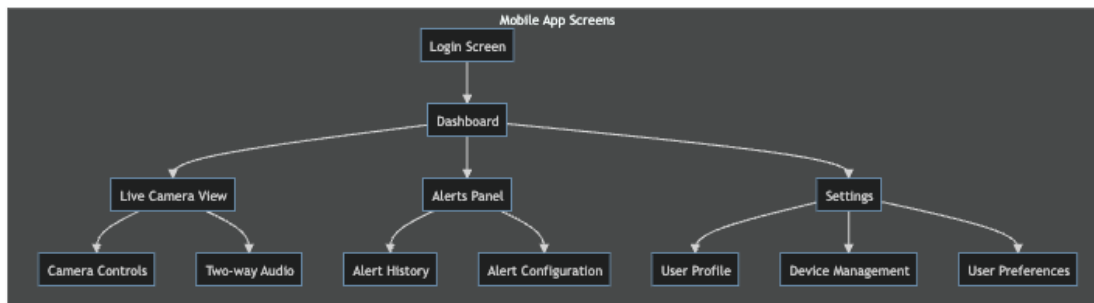 Mobile App Screens
Login Screen
Dashboard
Live Camera View
Alerts Panel
Settings
Camera Controls
Two-way Audio
Alert History
Alert Configuration
User Profile
Device Management
User Preferences